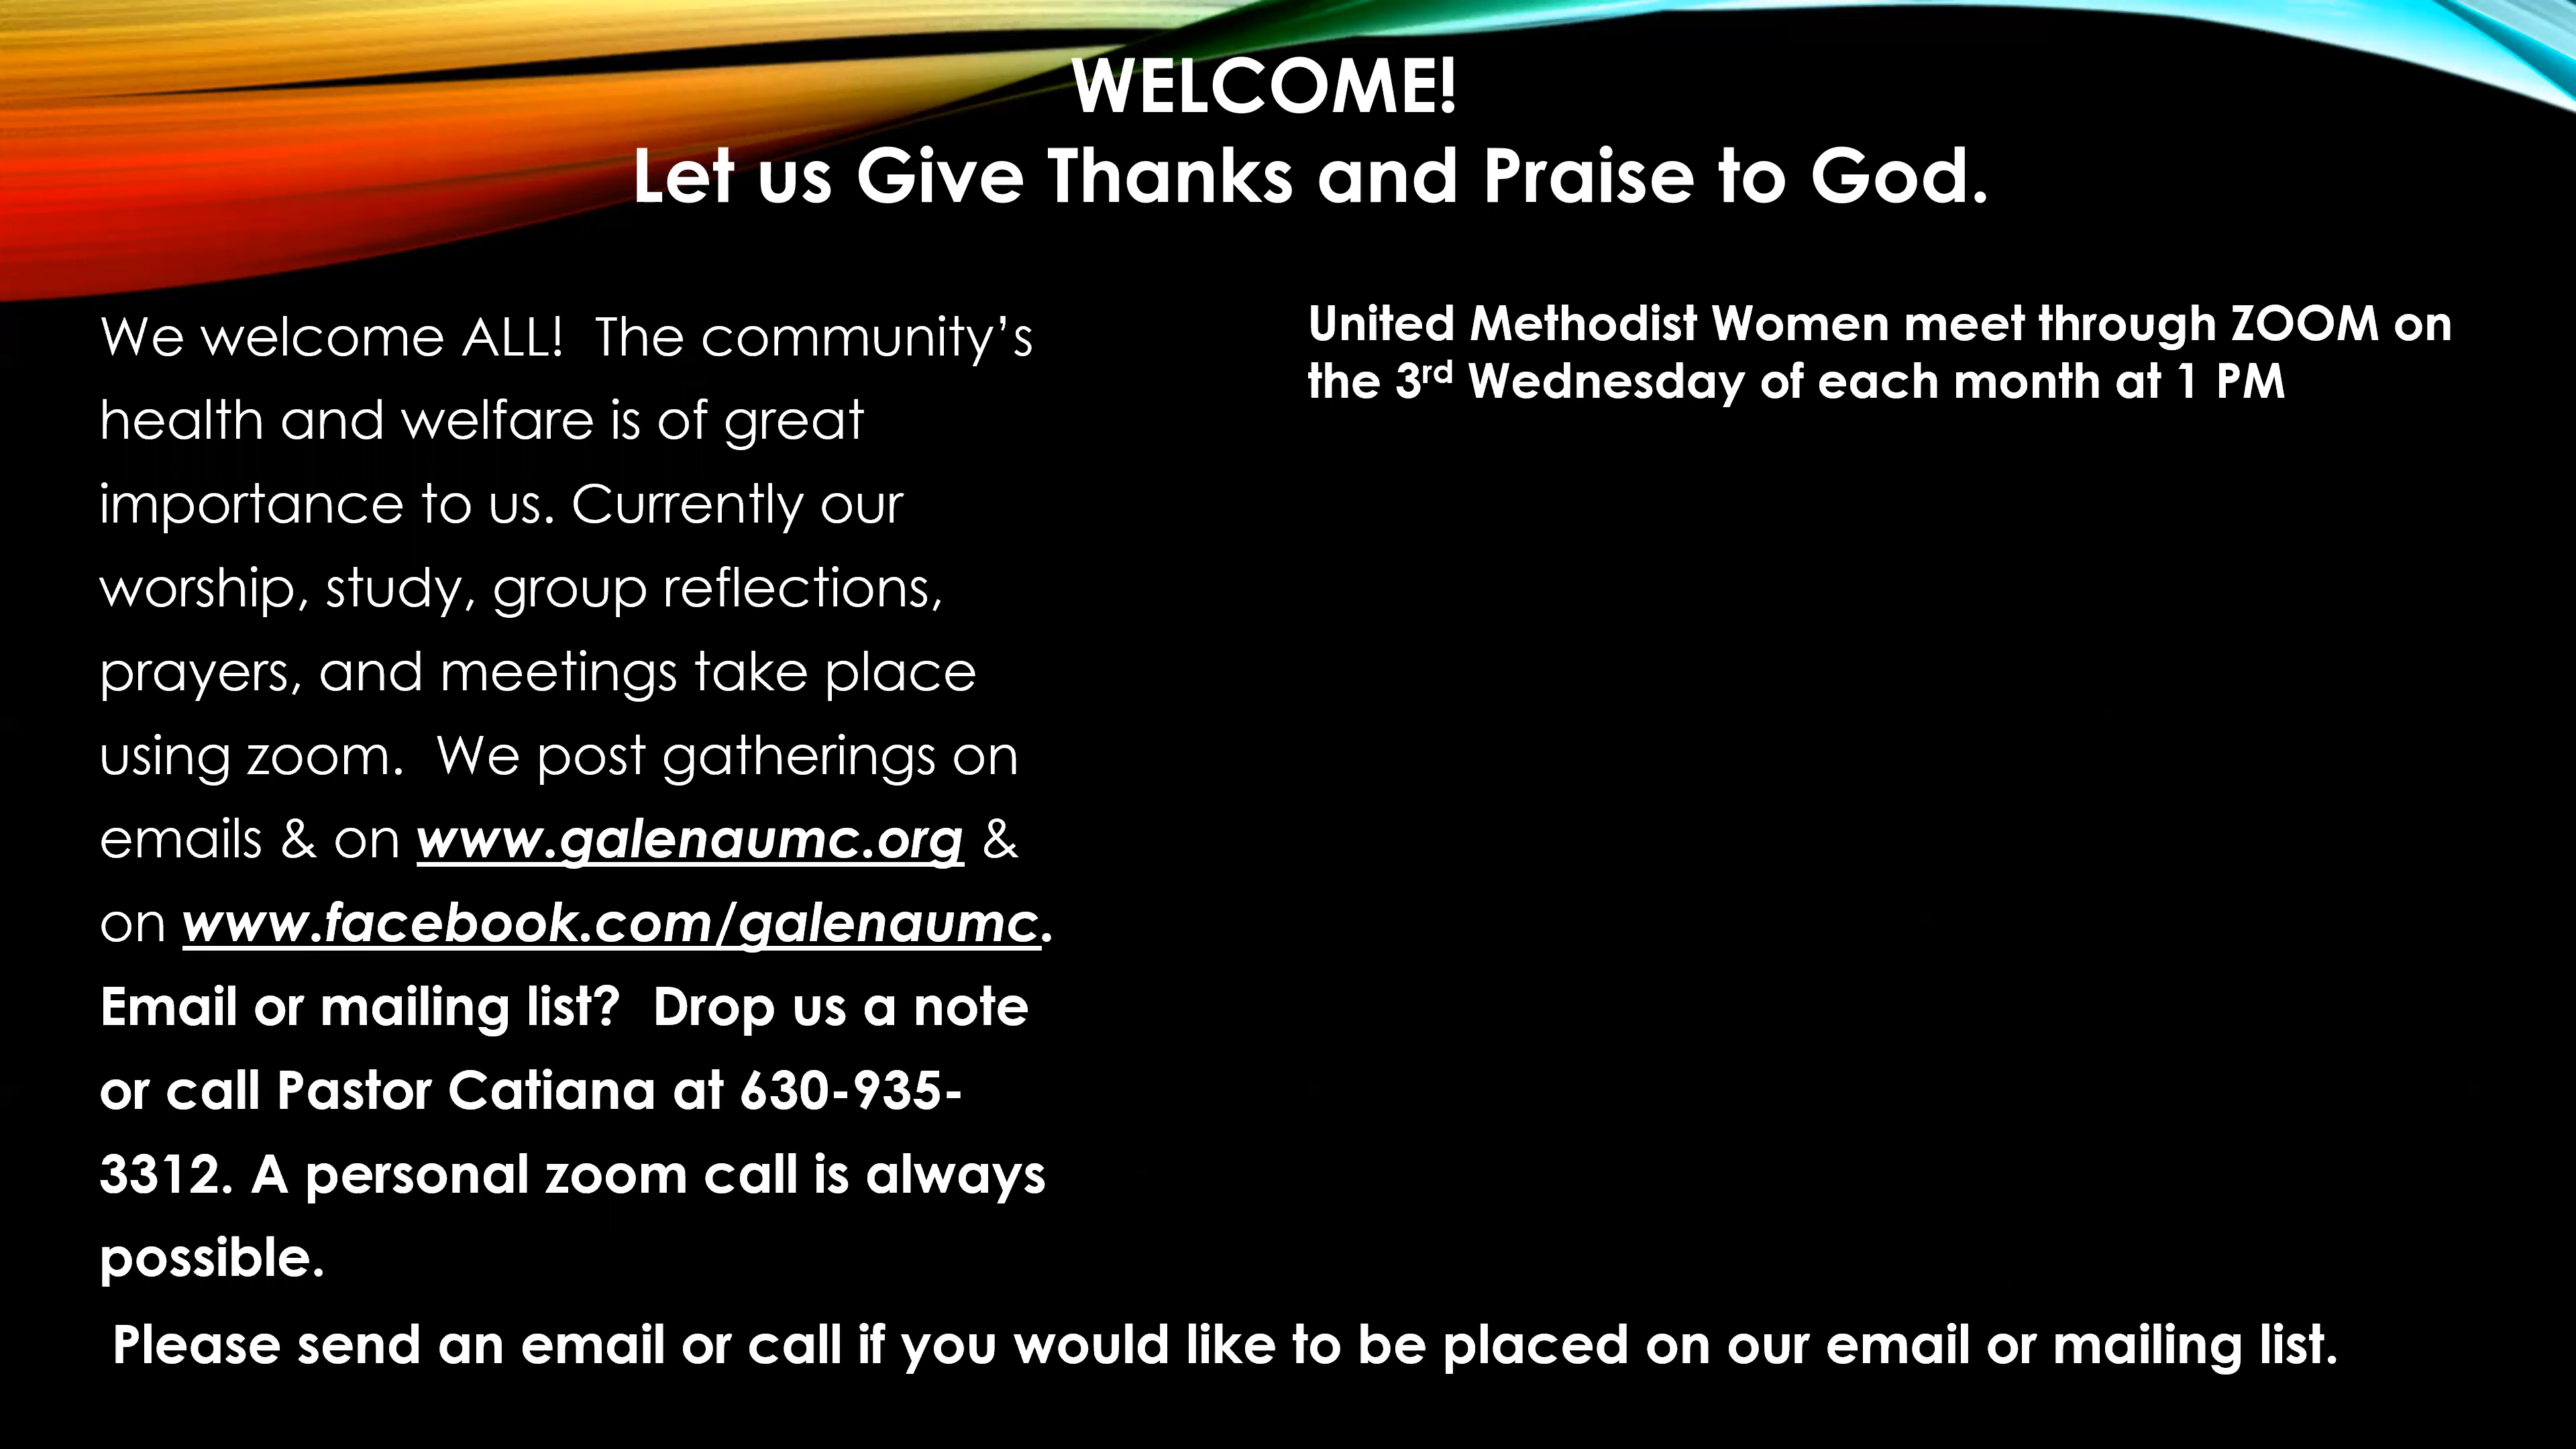 WELCOME!
Let us Give Thanks and Praise to God.
We welcome ALL!  The community’s
health and welfare is of great
importance to us. Currently our
worship, study, group reflections,
prayers, and meetings take place
using zoom.  We post gatherings on
emails & on www.galenaumc.org &
on www.facebook.com/galenaumc.
Email or mailing list?  Drop us a note
or call Pastor Catiana at 630-935-
3312. A personal zoom call is always
possible.
United Methodist Women meet through ZOOM on
the 3rd Wednesday of each month at 1 PM
Please send an email or call if you would like to be placed on our email or mailing list.